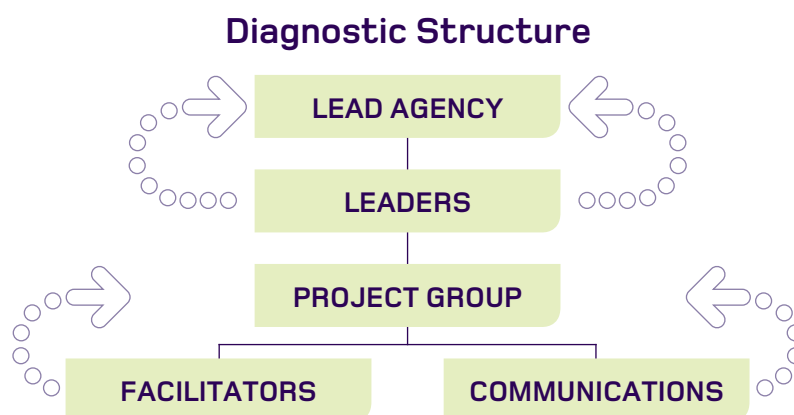 Diagnostic Structure
LEAD AGENCY
LEADERS
PROJECT GROUP
FACILITATORS
COMMUNICATIONS